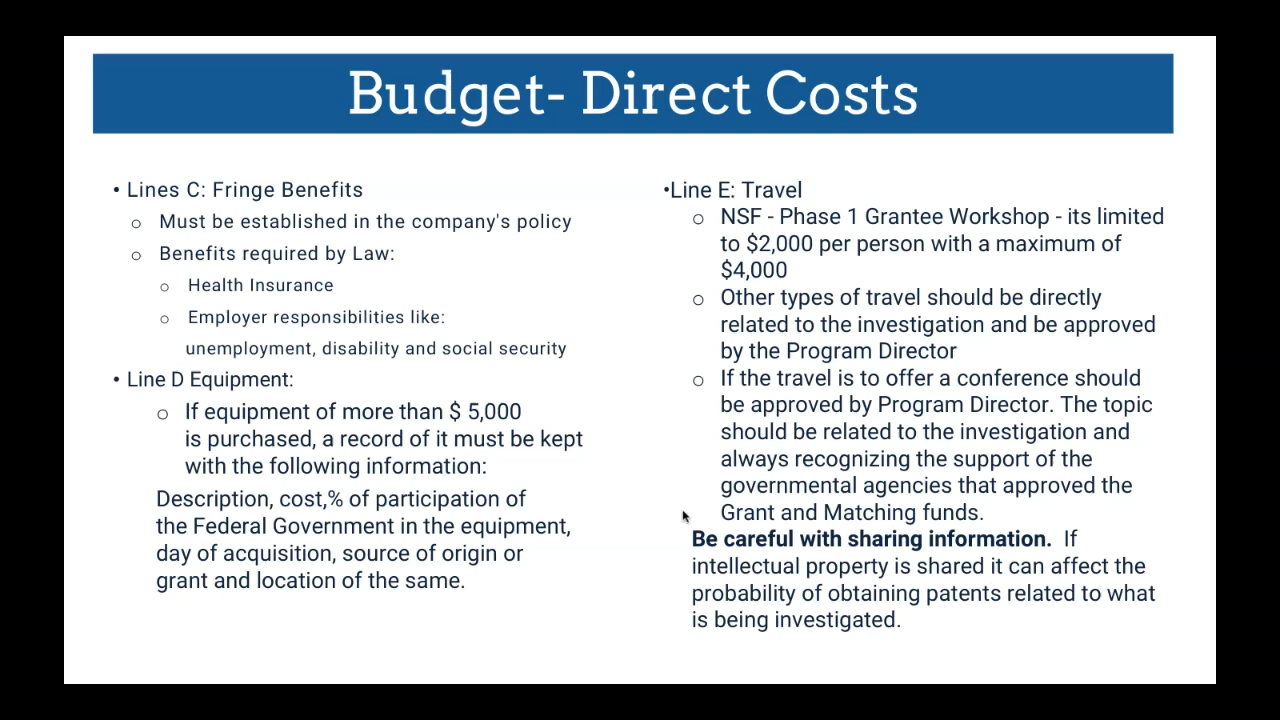 Budget- Direct Costs
• Lines C: Fringe Benefits
o Must be established in the company's policy
o Benefits required by Law:
o Health Insurance
o Employer responsibilities like:
unemployment, disability and social security
• Line D Equipment:
o If equipment of more than $ 5,000
is purchased, a record of it must be kept
with the following information:
Description, cost,% of participation of
the Federal Government in the equipment,
day of acquisition, source of origin or
grant and location of the same.
•Line E: Travel
o NSF - Phase 1 Grantee Workshop - its limited
to $2,000 per person with a maximum of
$4,000
o Other types of travel should be directly
related to the investigation and be approved
by the Program Director
o If the travel is to offer a conference should
be approved by Program Director. The topic
should be related to the investigation and
always recognizing the support of the
governmental agencies that approved the
Grant and Matching funds.
Be careful with sharing information. If
intellectual property is shared it can affect the
probability of obtaining patents related to what
is being investigated.